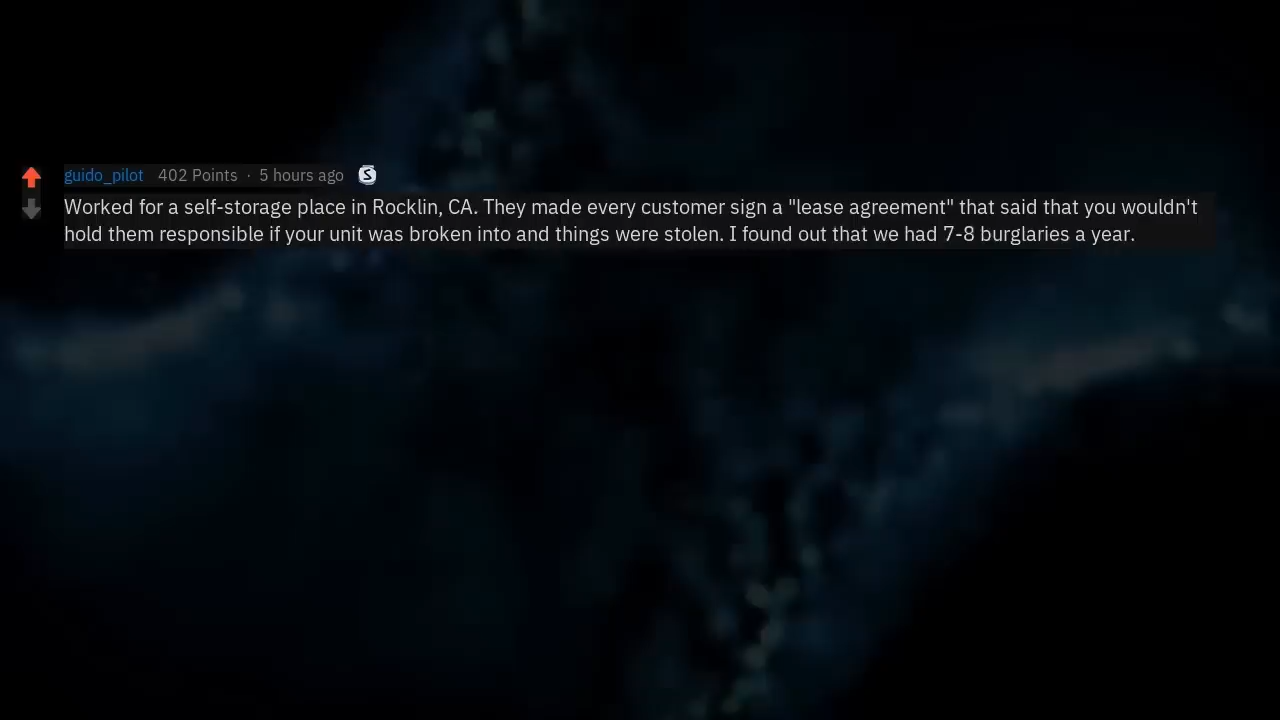 guido_pilot 402 Points · 5 hours ago
Worked for a self-storage place in Rocklin, CA. They made every customer sign a "lease agreement" that said that you wouldn't
hold them responsible if your unit was broken into and things were stolen. I found out that we had 7-8 burglaries a year.